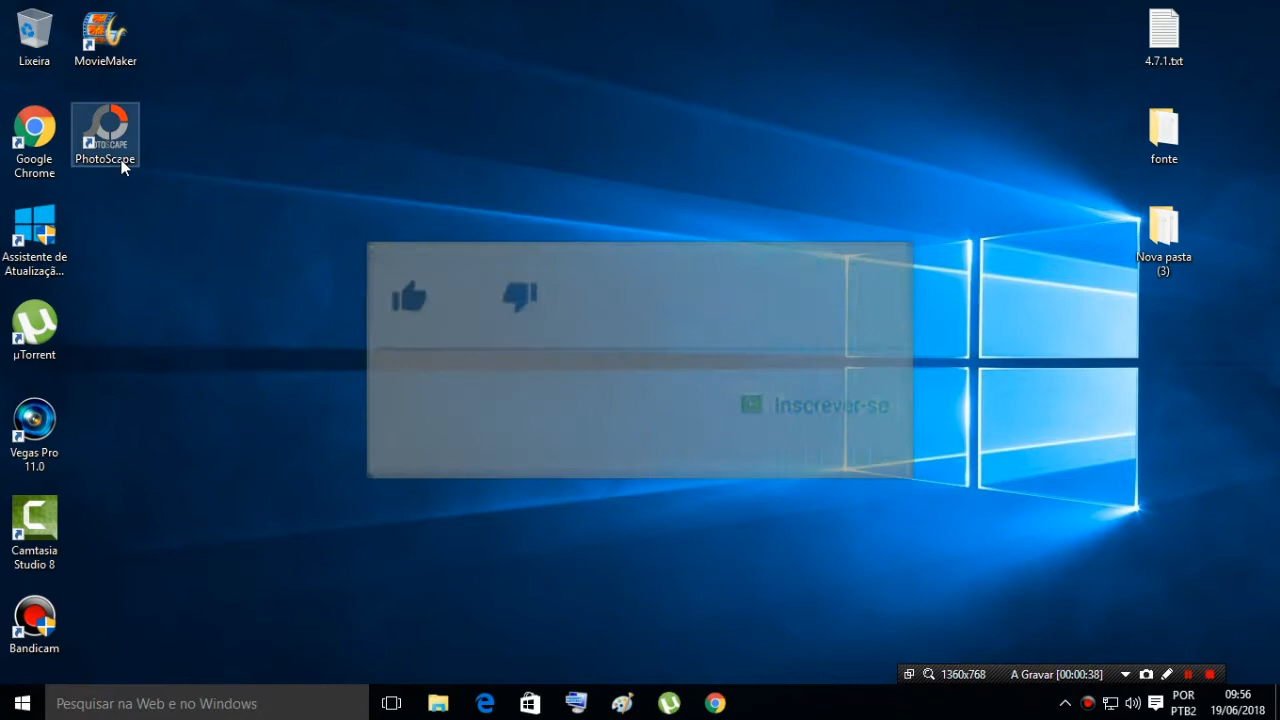 Lixeira
MovieMaker
Google
Chrome
PhotoScape
Assistente de
Atualizaçã...
µTorrent
Vegas Pro
11.0
Camtasia
Studio 8
Bandicam
4.7.1.txt
fonte
Nova pasta
(3)
Inscrever-se
1360x768
A Gravar [00:00:38]
Pesquisar na Web e no Windows
POR
PTB2
09:56
19/06/2018